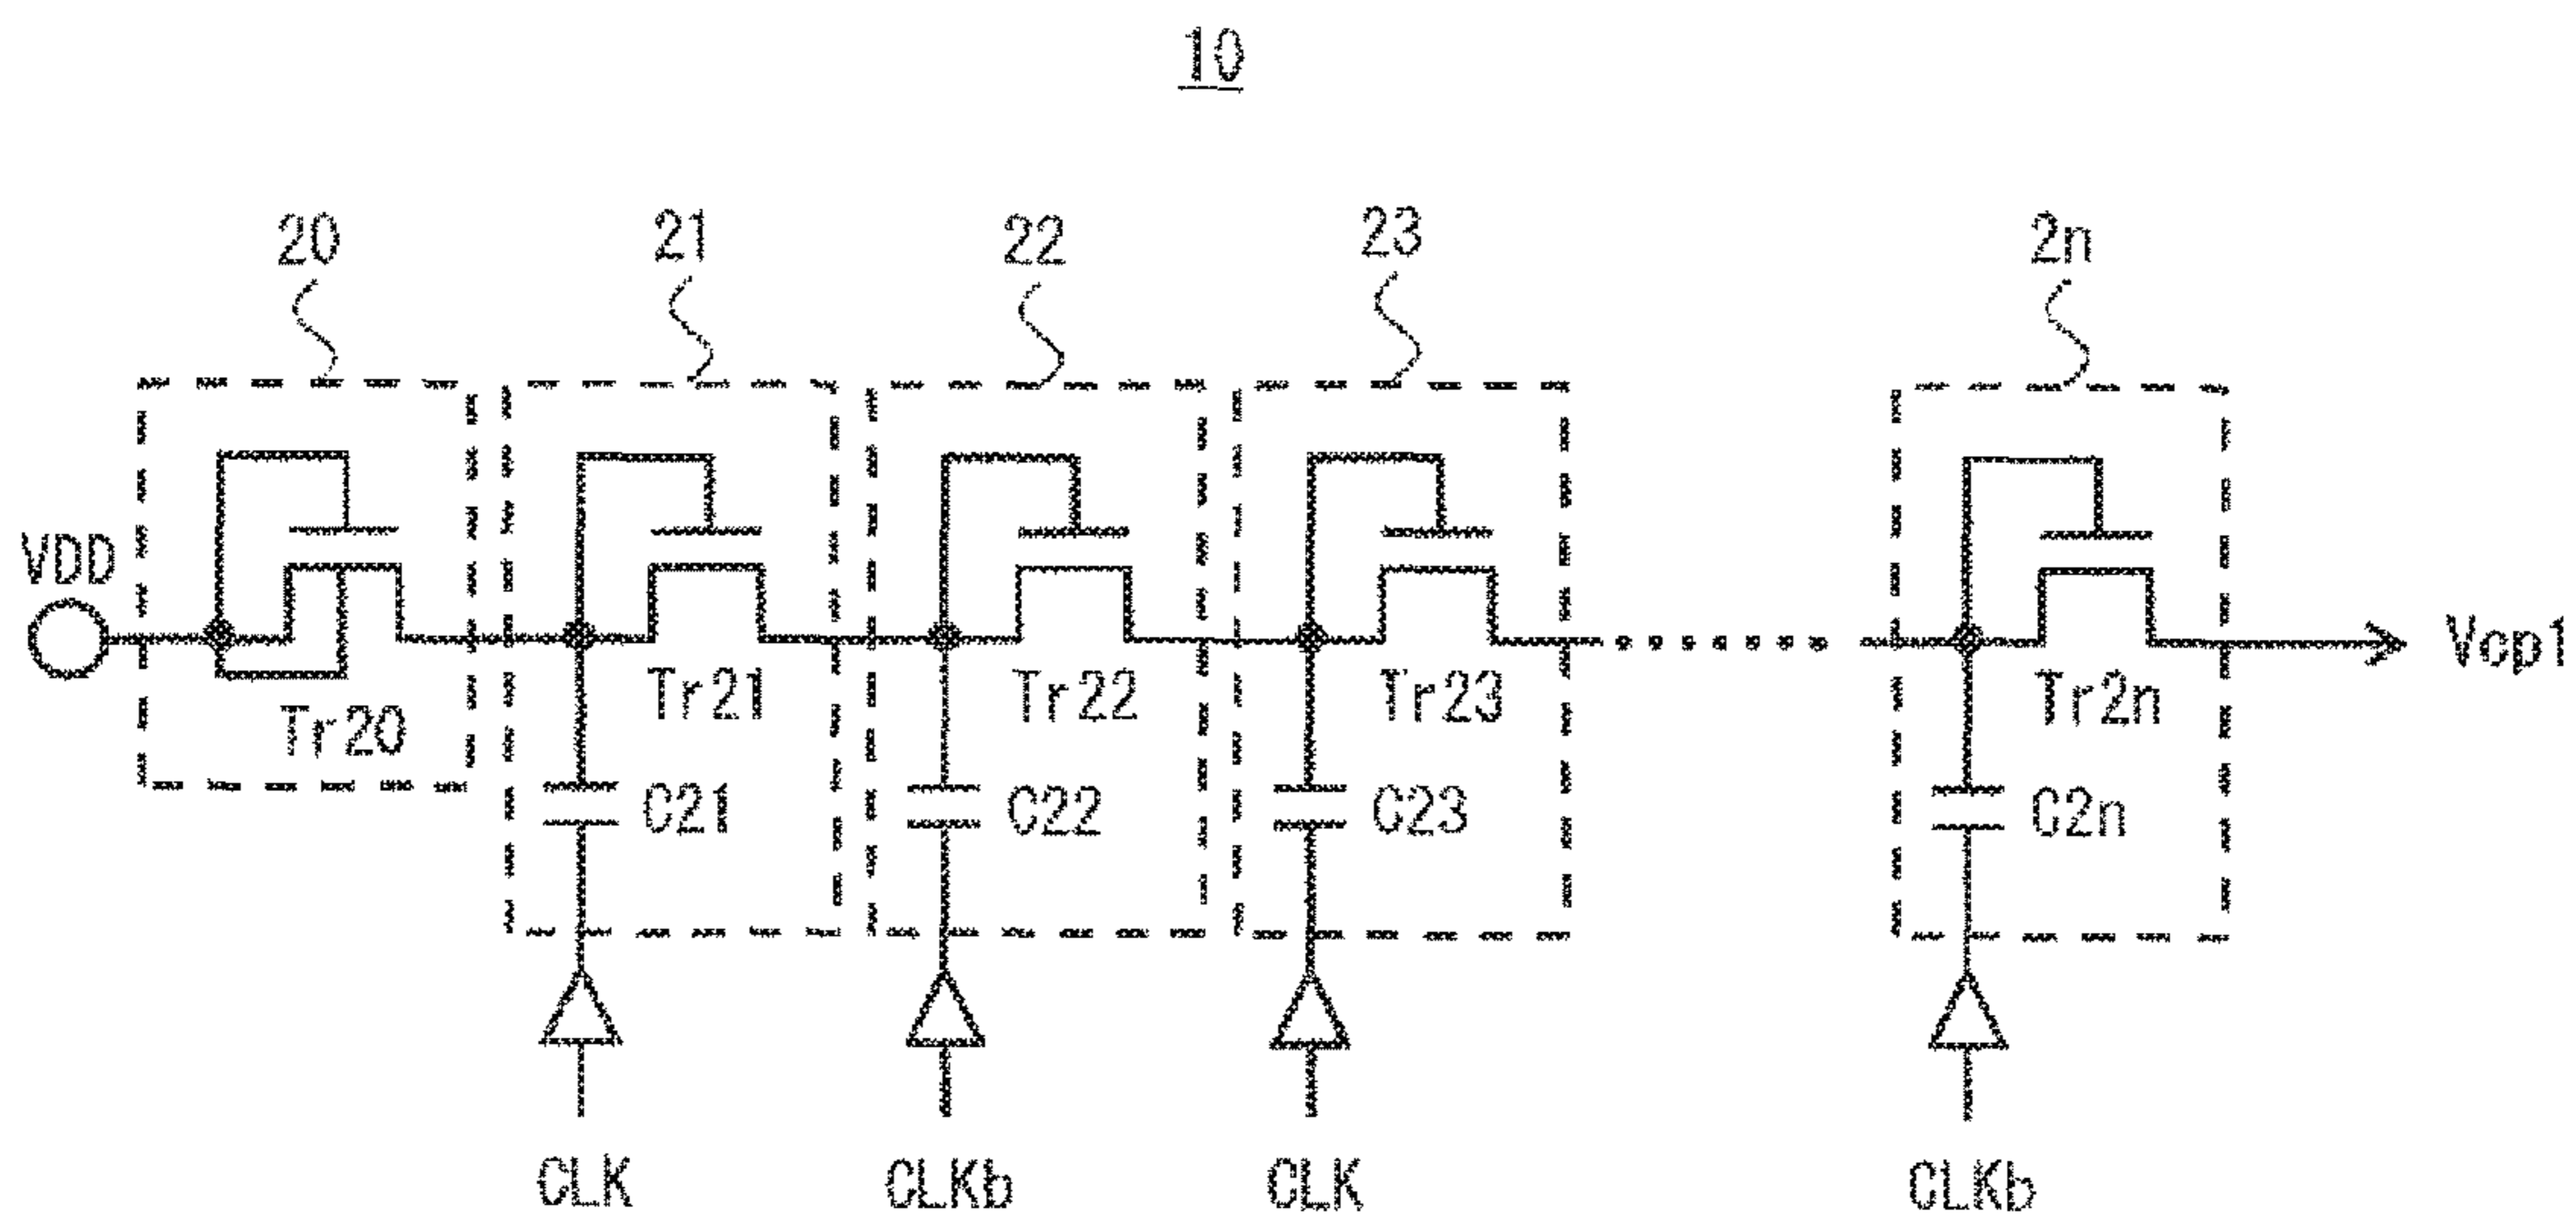 10
20
21
22
23
2n
VDD
Vcp1
Tr20
Tr21
Tr22
Tr23
Tr2n
C21
C22
C23
C2n
CLK
CLKb
CLK
CLKb